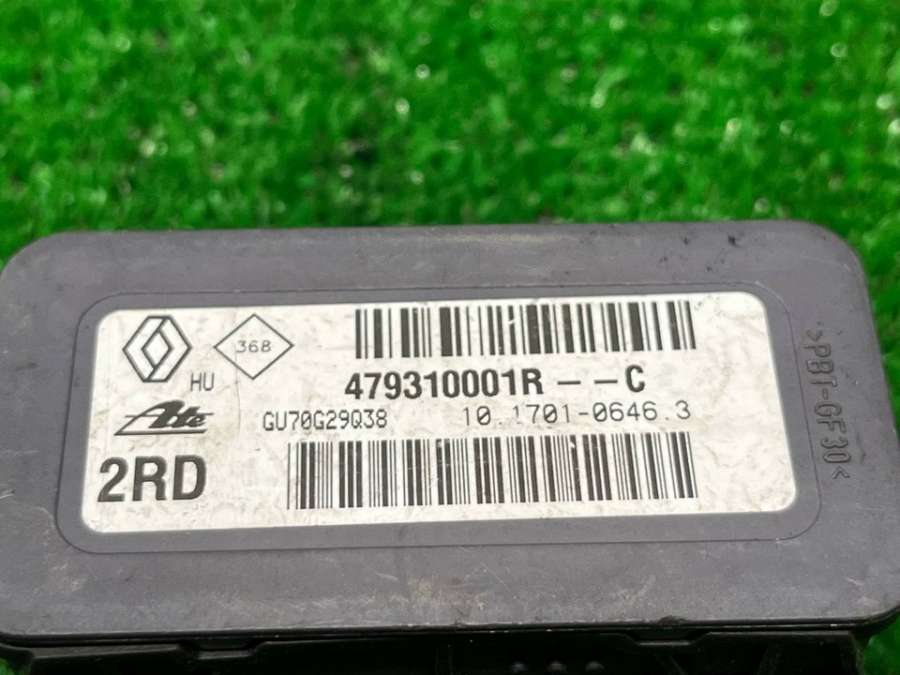 368
HU
479310001R--C
Ate
GU70G29Q38 10.1701-0646.3
2RD
>PBT-GF30<